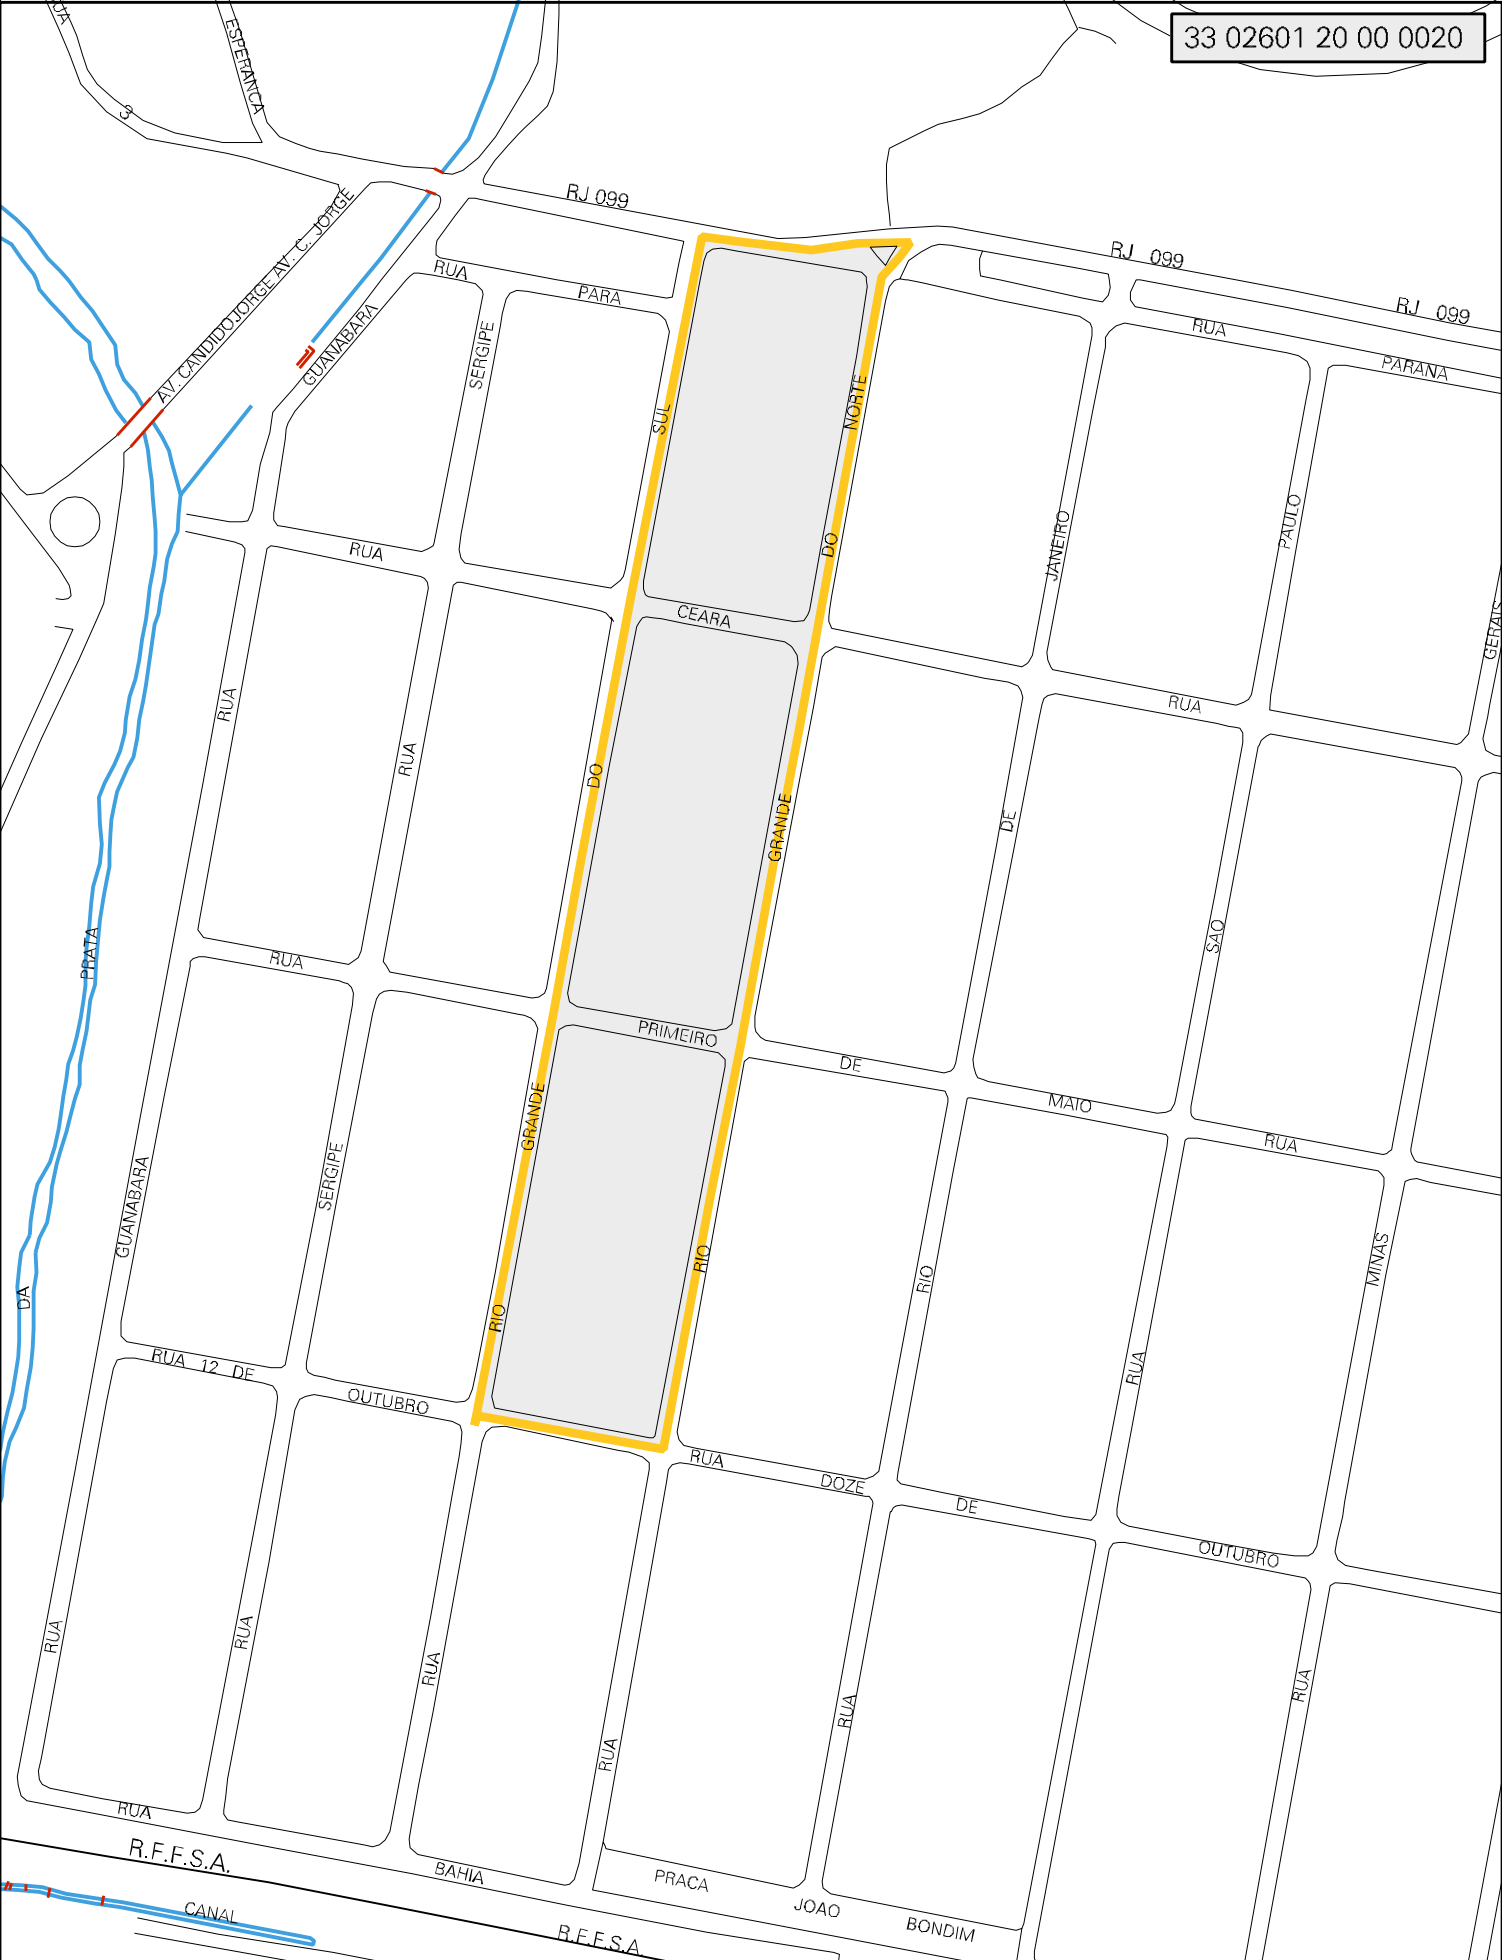 33 02601 20 00 0020
ESPERANCA
3
RJ 099
RJ 099
RJ 099
AV. CANDIDOJORGE AV. C. JORGE
RUA
PARA
RUA
PARANA
GUANABARA
SERGIPE
SUL
NORTE
DO
JANEIRO
PAULO
GERAIS
RUA
CEARA
RUA
RUA
RUA
DO
GRANDE
DE
SAO
PRATA
RUA
PRIMEIRO
DE
MAIO
RUA
GUANABARA
SERGIPE
GRANDE
RIO
RIO
RIO
MINAS
DA
RUA 12 DE
OUTUBRO
RUA
RUA
DOZE
DE
OUTUBRO
RUA
RUA
RUA
RUA
RUA
RUA
RUA
BAHIA
R.F.F.S.A.
PRACA
JOAO
BONDIM
CANAL
R.F.F.S.A.